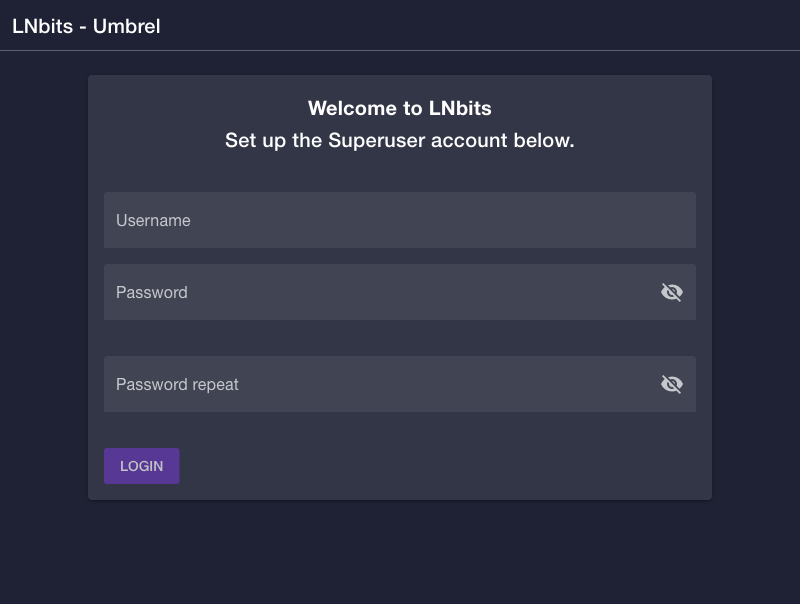 LNbits - Umbrel
Welcome to LNbits
Set up the Superuser account below.
Username
Password
Password repeat
LOGIN